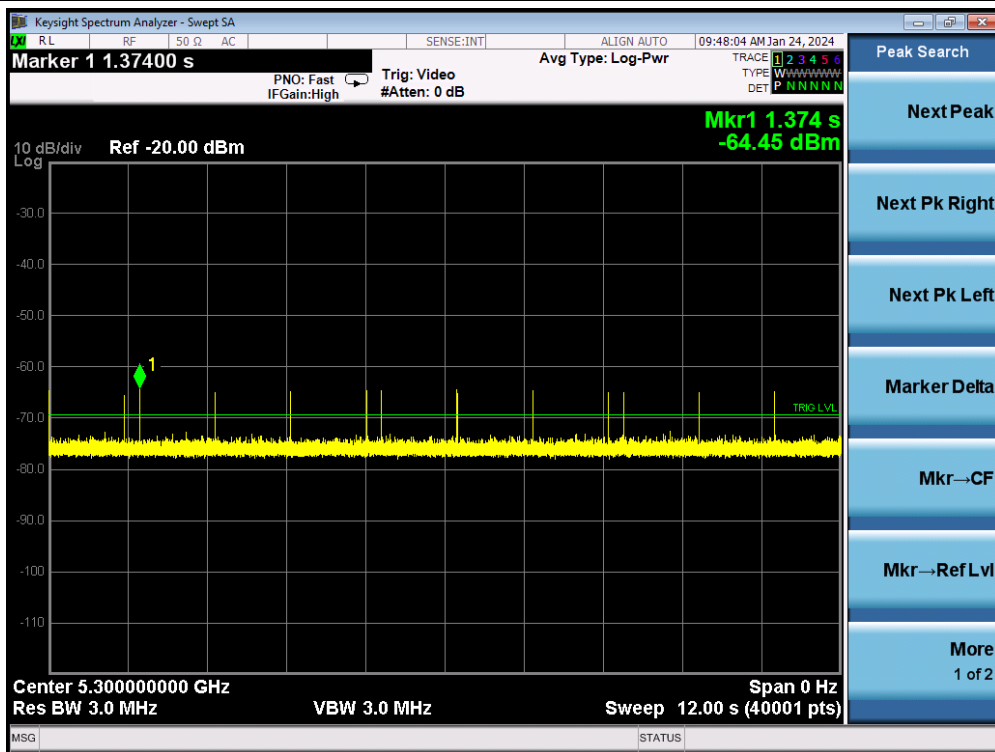 Keysight Spectrum Analyzer - Swept SA
LXI RL RF 50 Ω AC SENSE:INT ALIGN AUTO 09:48:04 AM Jan 24, 2024
Marker 1 1.37400 s
PNO: Fast
IFGain:High
Trig: Video
#Atten: 0 dB
Avg Type: Log-Pwr
TRACE 1 2 3 4 5 6
TYPE WWWWWWW
DET P N N N N N
Peak Search
Mkr1 1.374 s
-64.45 dBm
10 dB/div
Log
Ref -20.00 dBm
-30.0
-40.0
-50.0
-60.0
-70.0
-80.0
-90.0
-100
-110
1
TRIG LVL
Next Peak
Next Pk Right
Next Pk Left
Marker Delta
Mkr→CF
Mkr→Ref Lvl
More
1 of 2
Center 5.300000000 GHz
Span 0 Hz
Res BW 3.0 MHz
VBW 3.0 MHz
Sweep 12.00 s (40001 pts)
MSG
STATUS